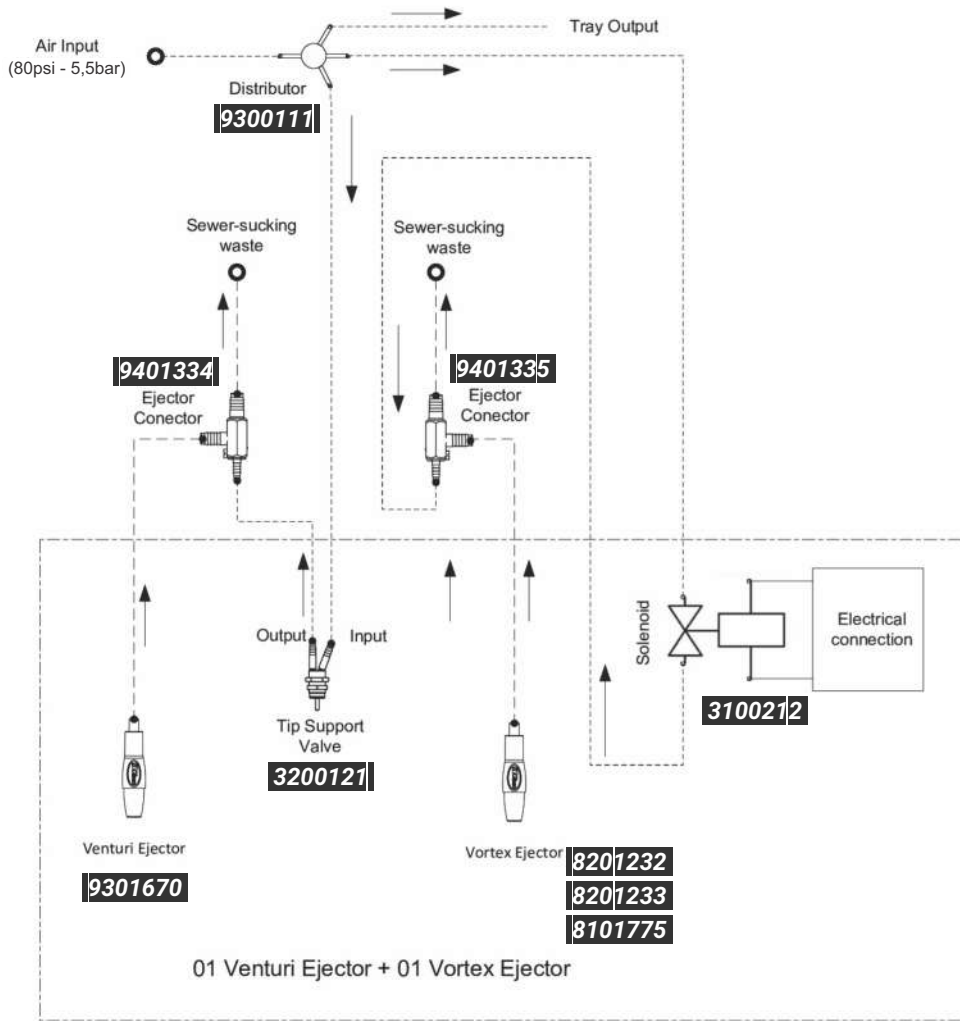 Tray Output
Air Input
(80psi - 5,5bar)
Distributor
9300111
Sewer-sucking
waste
Sewer-sucking
waste
9401334
Ejector
Conector
9401335
Ejector
Conector
Output
Input
Solenoid
Electrical
connection
3100212
Tip Support
Valve
3200121
Venturi Ejector
9301670
Vortex Ejector
8201232
8201233
8101775
01 Venturi Ejector + 01 Vortex Ejector